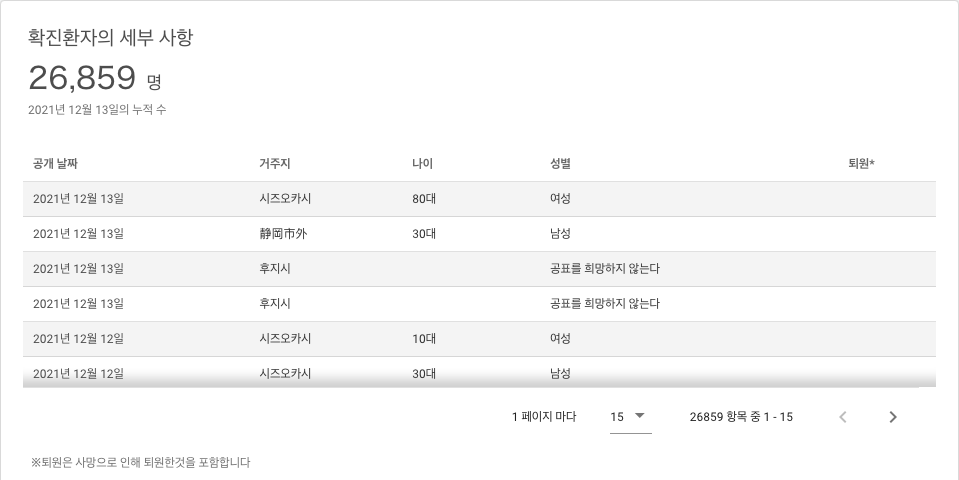 확진환자의 세부 사항
26,859 명
2021년 12월 13일의 누적 수
공개 날짜 거주지 나이 성별 퇴원*
2021년 12월 13일 시즈오카시 80대 여성
2021년 12월 13일 静岡市外 30대 남성
2021년 12월 13일 후지시 공표를 희망하지 않는다
2021년 12월 13일 후지시 공표를 희망하지 않는다
2021년 12월 12일 시즈오카시 10대 여성
2021년 12월 12일 시즈오카시 30대 남성
1 페이지 마다 15 26859 항목 중 1 - 15
※퇴원은 사망으로 인해 퇴원한것을 포함합니다